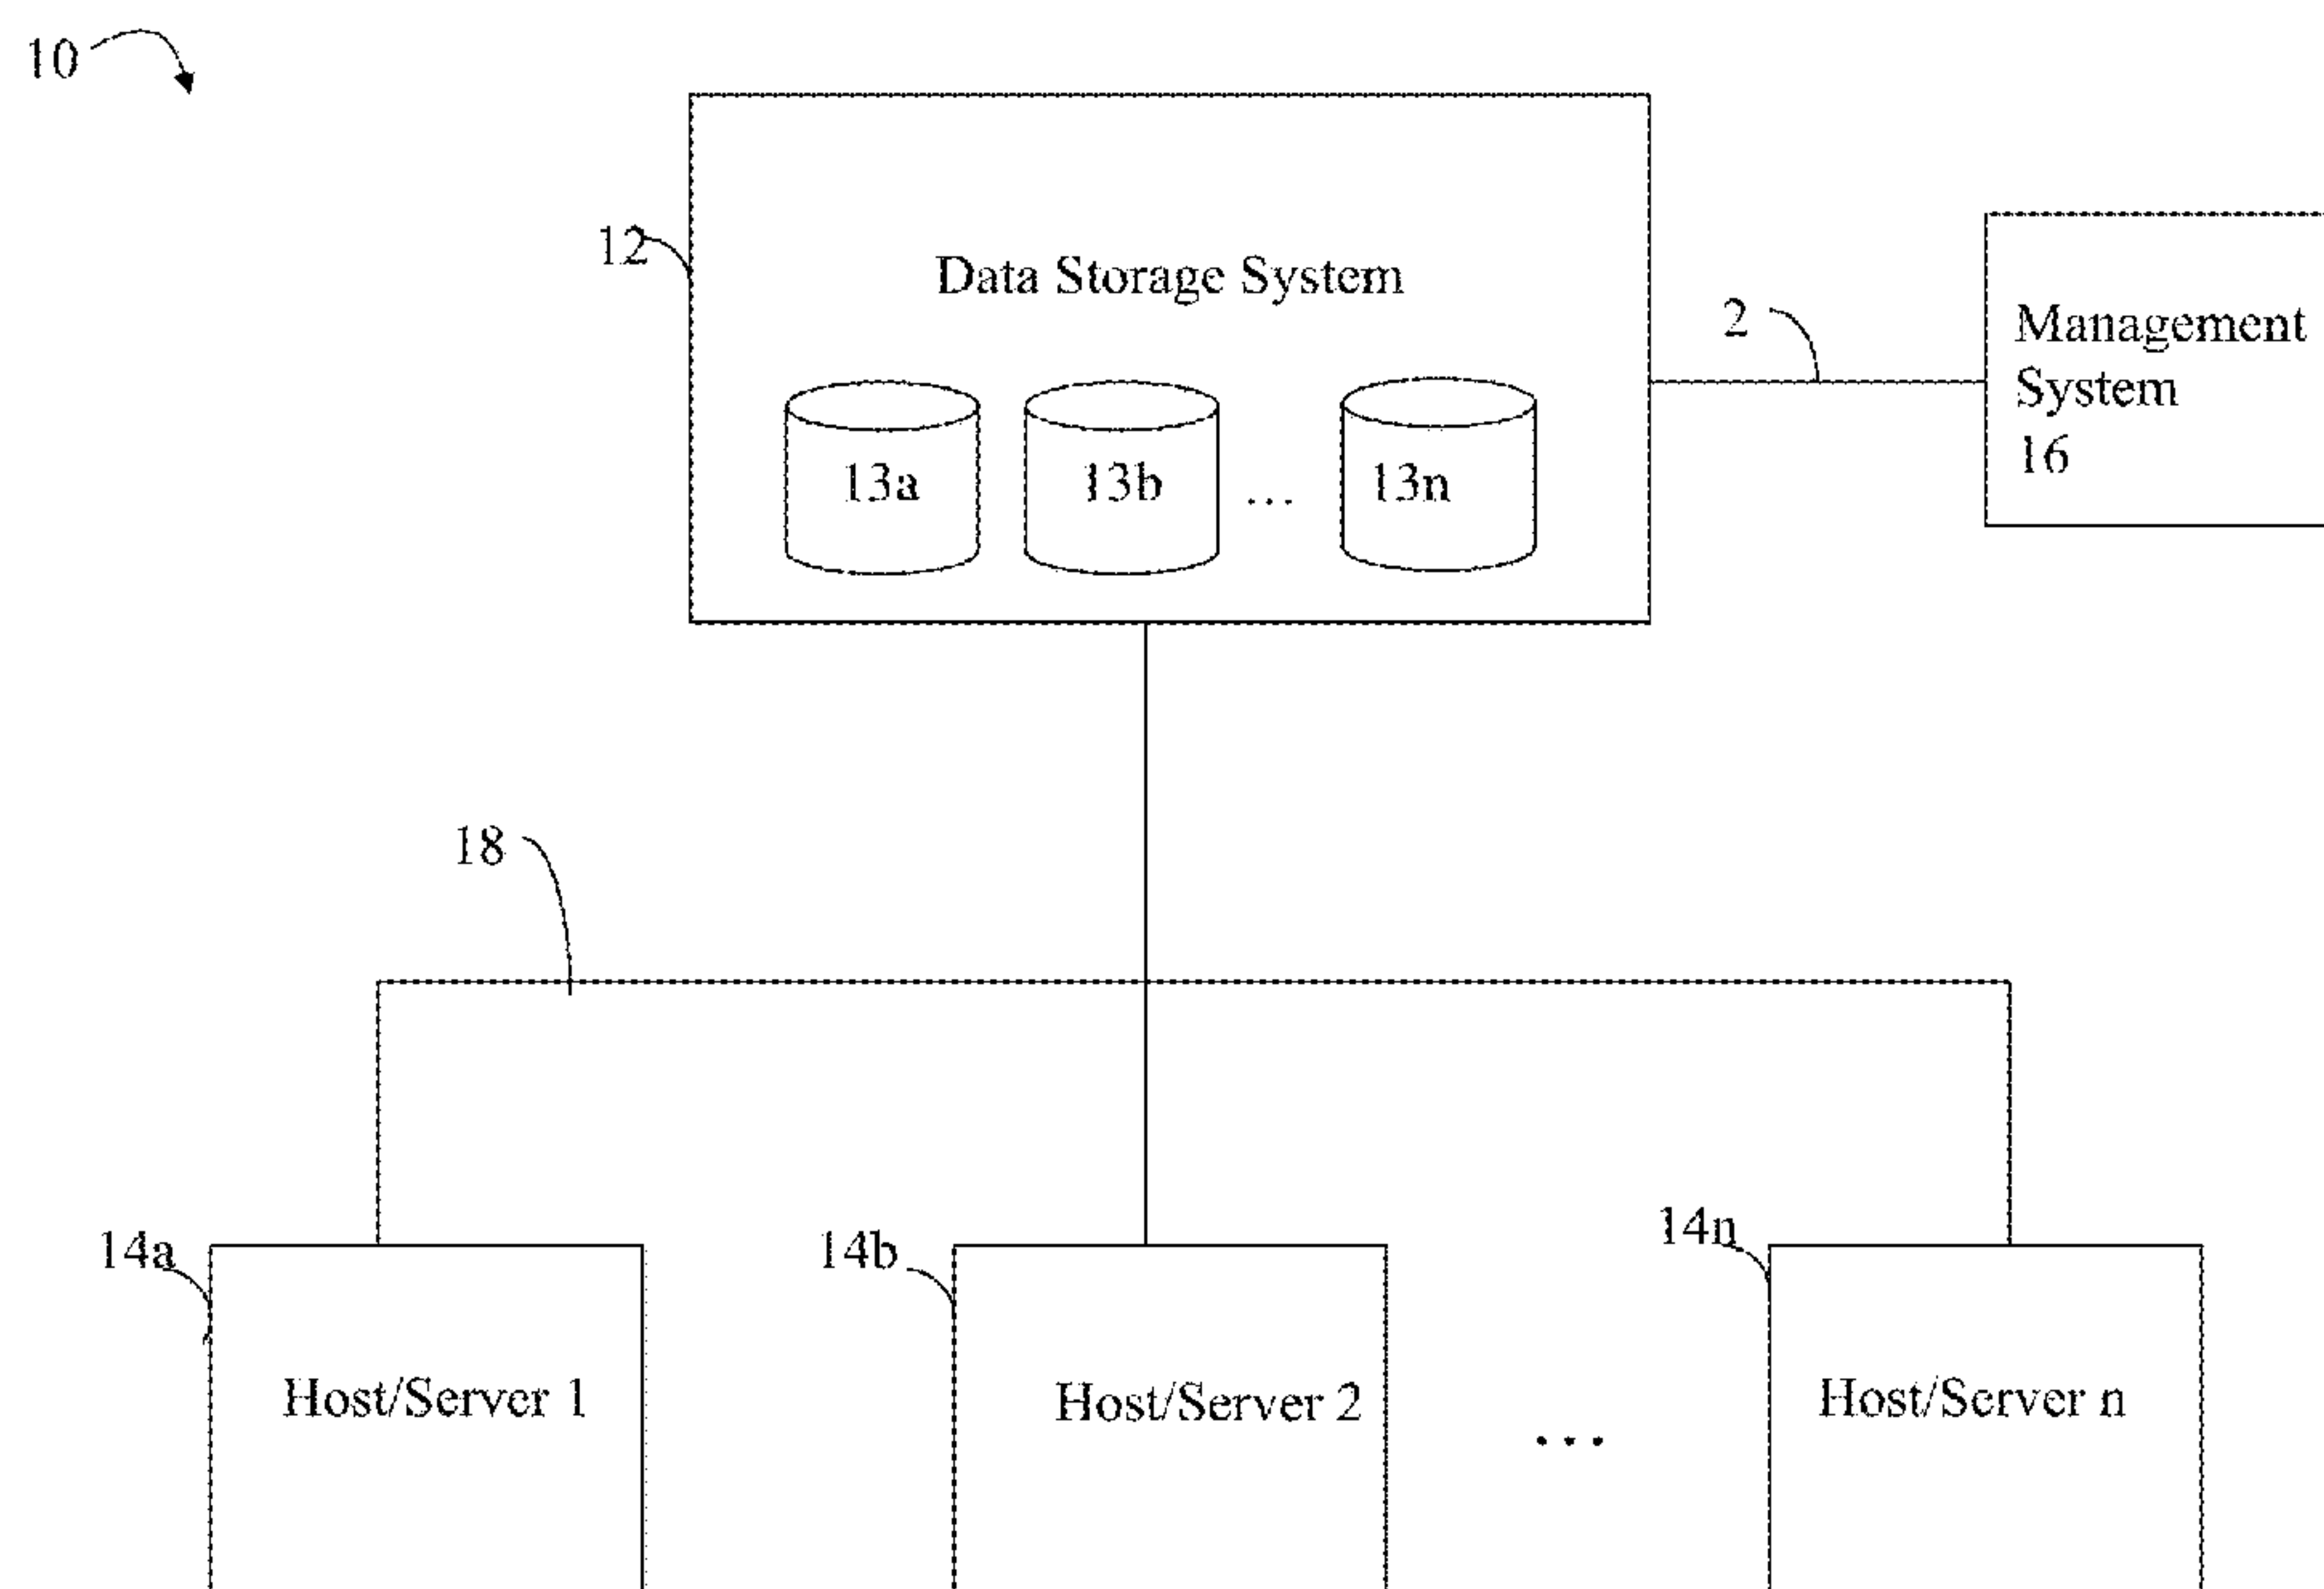 10
12
Data Storage System
2
Management
System
16
13a
13b
...
13n
18
14a
14b
14n
Host/Server 1
Host/Server 2
...
Host/Server n